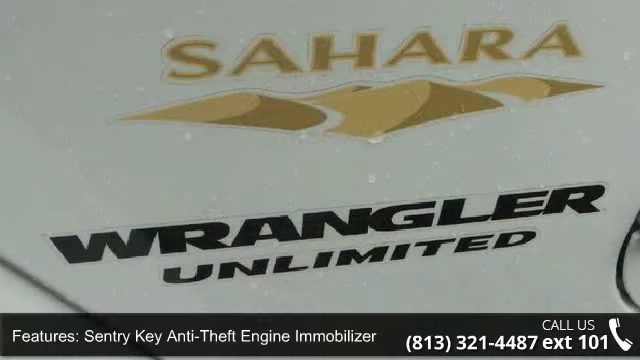 SAHARA
WRANGLER
UNLIMITED
Features: Sentry Key Anti-Theft Engine Immobilizer
CALL US
(813) 321-4487 ext 101